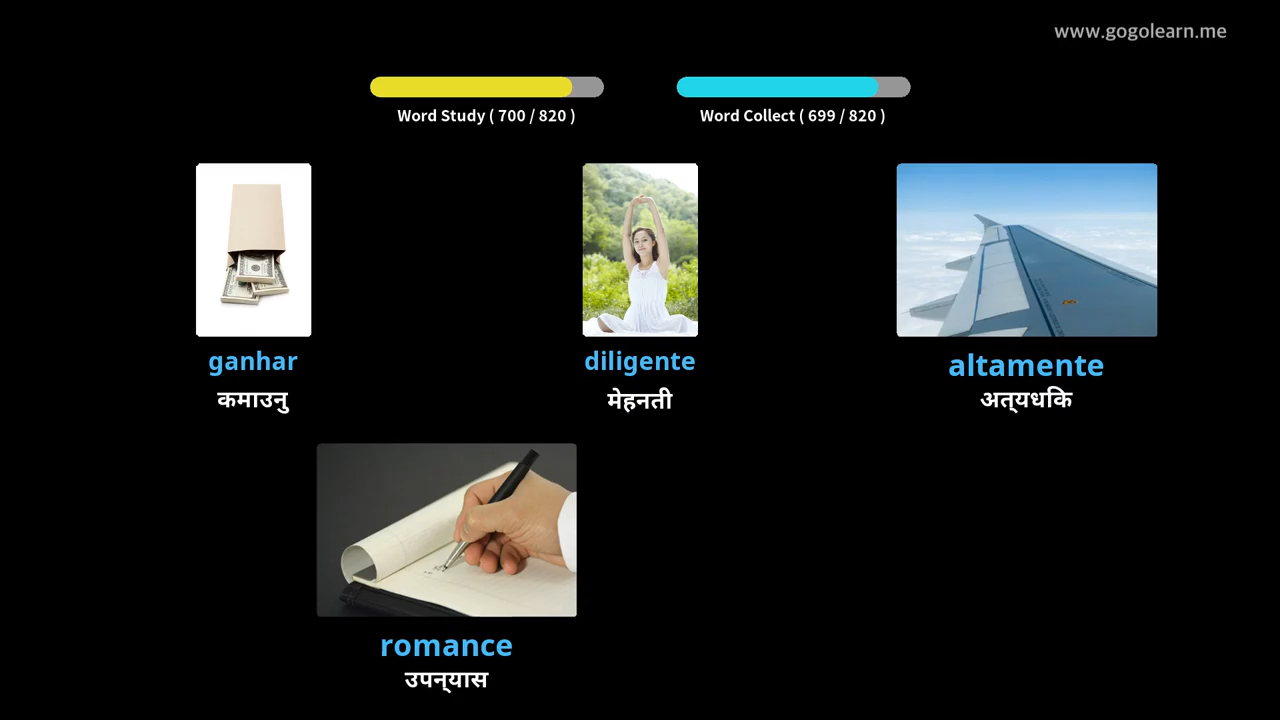 www.gogolearn.me
Word Study ( 700 / 820 )
Word Collect ( 699 / 820 )
ganhar
diligente
altamente
कमाउनु
मेहनती
अत्यधिक
romance
उपन्यास